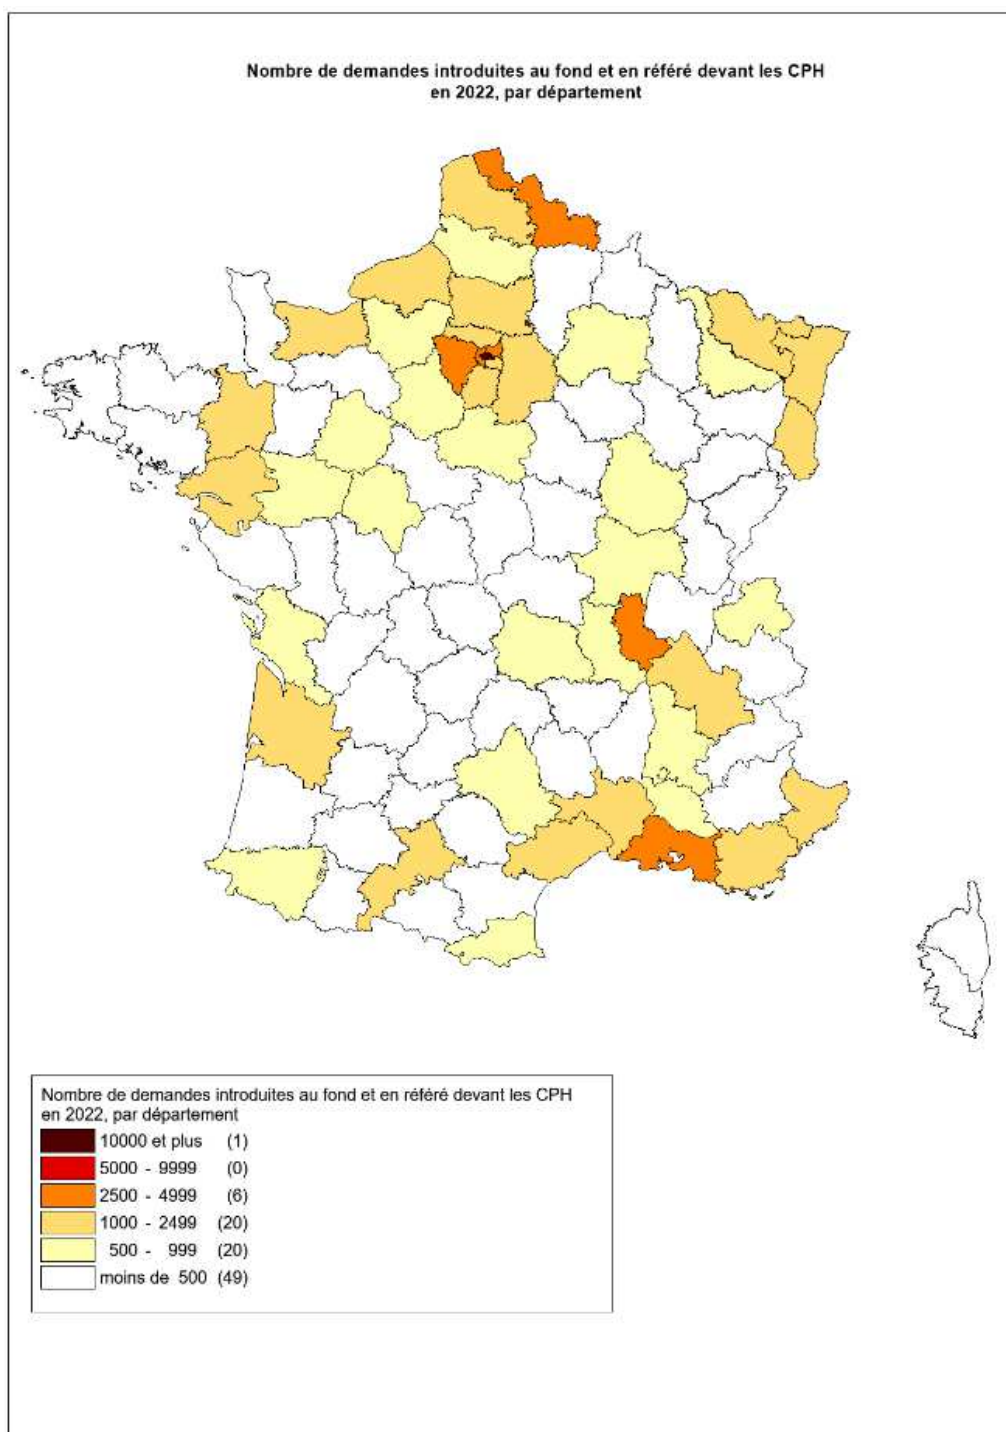 Nombre de demandes introduites au fond et en référé devant les CPH
en 2022, par département
Nombre de demandes introduites au fond et en référé devant les CPH
en 2022, par département
10000 et plus (1)
5000 - 9999 (0)
2500 - 4999 (6)
1000 - 2499 (20)
500 - 999 (20)
moins de 500 (49)